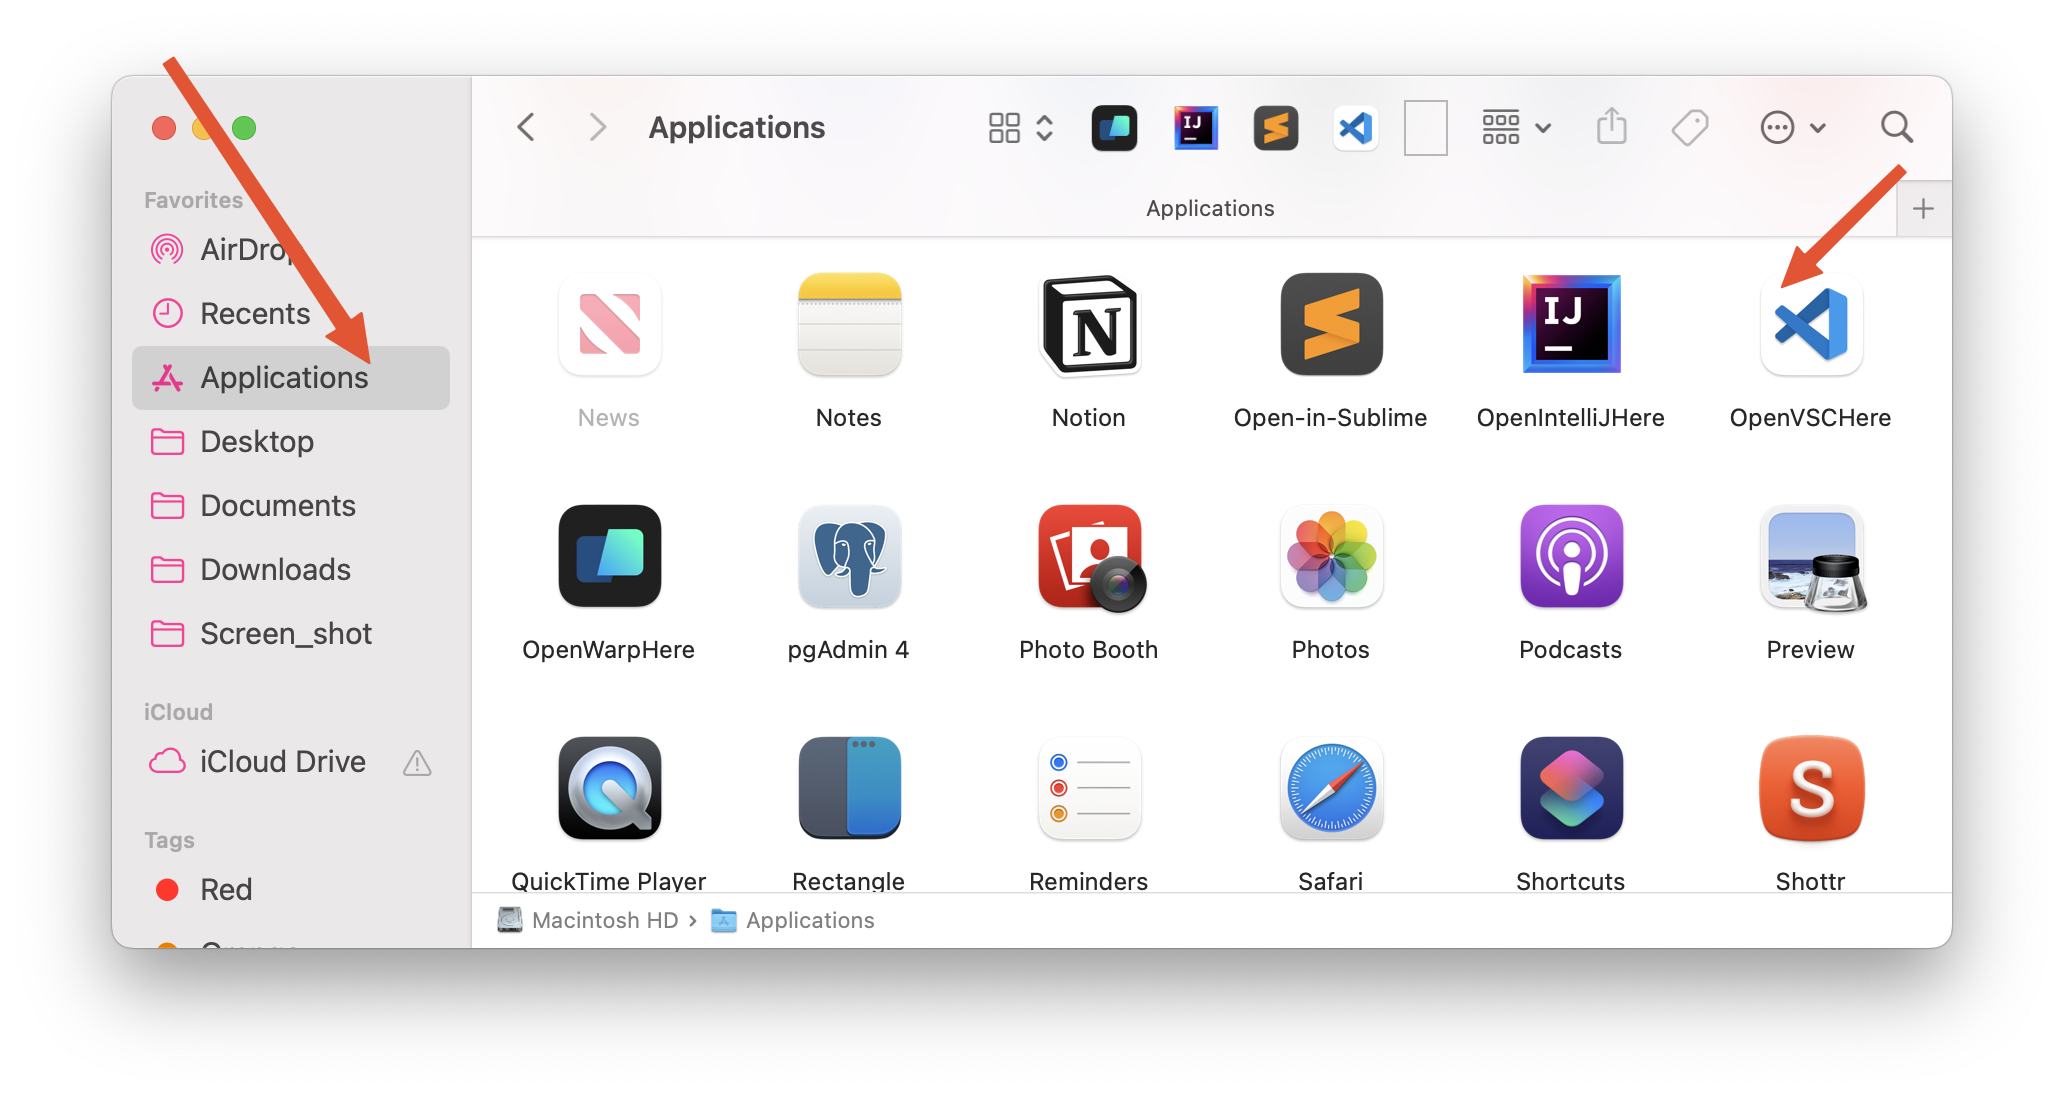 Applications
Applications
Favorites
AirDrop
Recents
Applications
Desktop
Documents
Downloads
Screen_shot
iCloud
iCloud Drive
Tags
Red
IJ
N
IJ
News
Notes
Notion
Open-in-Sublime
OpenIntelliJHere
OpenVSCHere
OpenWarpHere
pgAdmin 4
Photo Booth
Photos
Podcasts
Preview
S
QuickTime Player
Rectangle
Reminders
Safari
Shortcuts
Shottr
Macintosh HD › Applications